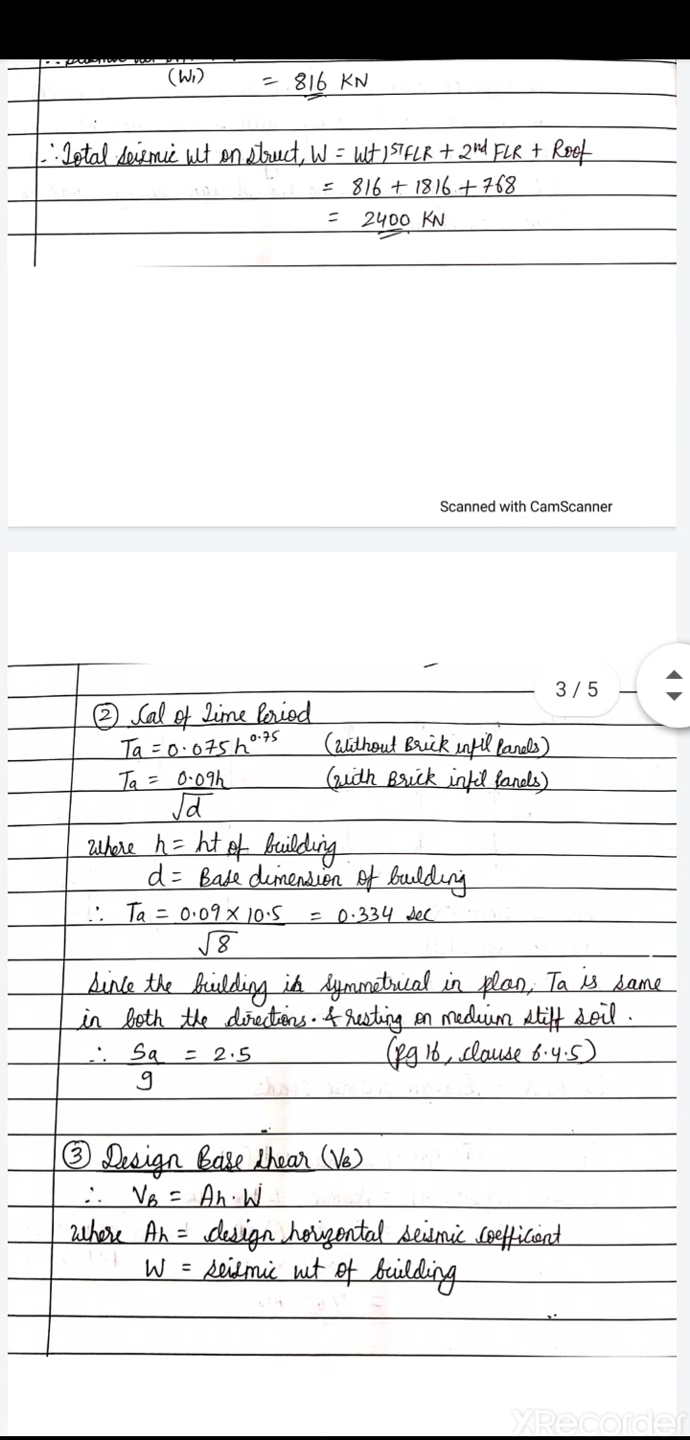 (W1) = 816 KN
∴ Total seismic wt on struct, W = wt 1ST FLR + 2nd FLR + Roof
= 816 + 1816 + 768
= 2400 KN
Scanned with CamScanner
3 / 5
② Cal of Time Period
Ta = 0.075 h^0.75 (Without Brick infil Panels)
Ta = 0.09h (with Brick infil Panels)
√d
where h = ht of building
d = Base dimension of building
∴ Ta = 0.09 × 10.5 = 0.334 sec
√8
Since the building is symmetrical in plan, Ta is same
in both the directions. & resting on medium stiff soil.
∴ Sa = 2.5 (Pg 16, clause 6.4.5)
g
③ Design Base Shear (VB)
∴ VB = Ah . W
where Ah = design horizontal seismic coefficient
W = seismic wt of building
XRecorder